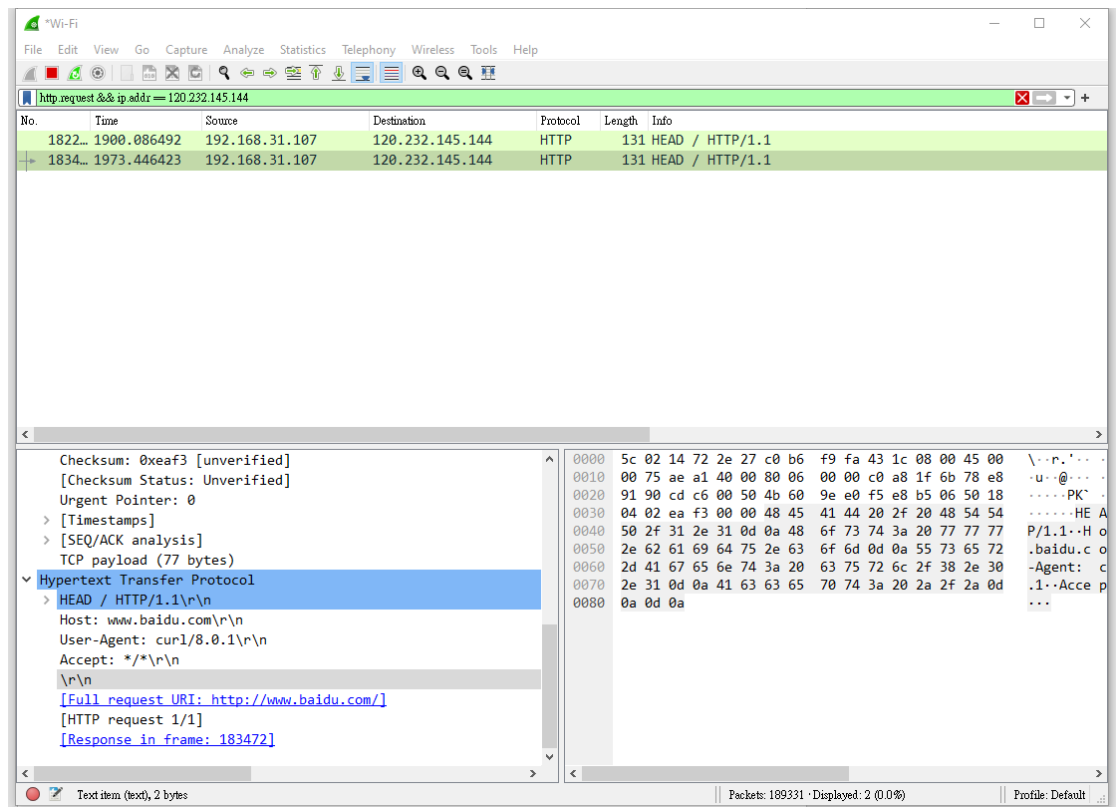 *Wi-Fi
File Edit View Go Capture Analyze Statistics Telephony Wireless Tools Help
http.request && ip.addr == 120.232.145.144
No. Time Source Destination Protocol Length Info
1822… 1900.086492 192.168.31.107 120.232.145.144 HTTP 131 HEAD / HTTP/1.1
1834… 1973.446423 192.168.31.107 120.232.145.144 HTTP 131 HEAD / HTTP/1.1
Checksum: 0xeaf3 [unverified]
[Checksum Status: Unverified]
Urgent Pointer: 0
> [Timestamps]
> [SEQ/ACK analysis]
TCP payload (77 bytes)
Hypertext Transfer Protocol
> HEAD / HTTP/1.1\r\n
Host: www.baidu.com\r\n
User-Agent: curl/8.0.1\r\n
Accept: */*\r\n
\r\n
[Full request URI: http://www.baidu.com/]
[HTTP request 1/1]
[Response in frame: 183472]
0000 5c 02 14 72 2e 27 c0 b6 f9 fa 43 1c 08 00 45 00 \··r.'·· ·
0010 00 75 ae a1 40 00 80 06 00 00 c0 a8 1f 6b 78 e8 ·u··@··· ·
0020 91 90 cd c6 00 50 4b 60 9e e0 f5 e8 b5 06 50 18 ·····PK` ·
0030 04 02 ea f3 00 00 48 45 41 44 20 2f 20 48 54 54 ······HE A
0040 50 2f 31 2e 31 0d 0a 48 6f 73 74 3a 20 77 77 77 P/1.1··H o
0050 2e 62 61 69 64 75 2e 63 6f 6d 0d 0a 55 73 65 72 .baidu.c o
0060 2d 41 67 65 6e 74 3a 20 63 75 72 6c 2f 38 2e 30 -Agent: c
0070 2e 31 0d 0a 41 63 63 65 70 74 3a 20 2a 2f 2a 0d .1··Acce p
0080 0a 0d 0a ···
Text item (text), 2 bytes Packets: 189331 · Displayed: 2 (0.0%) Profile: Default